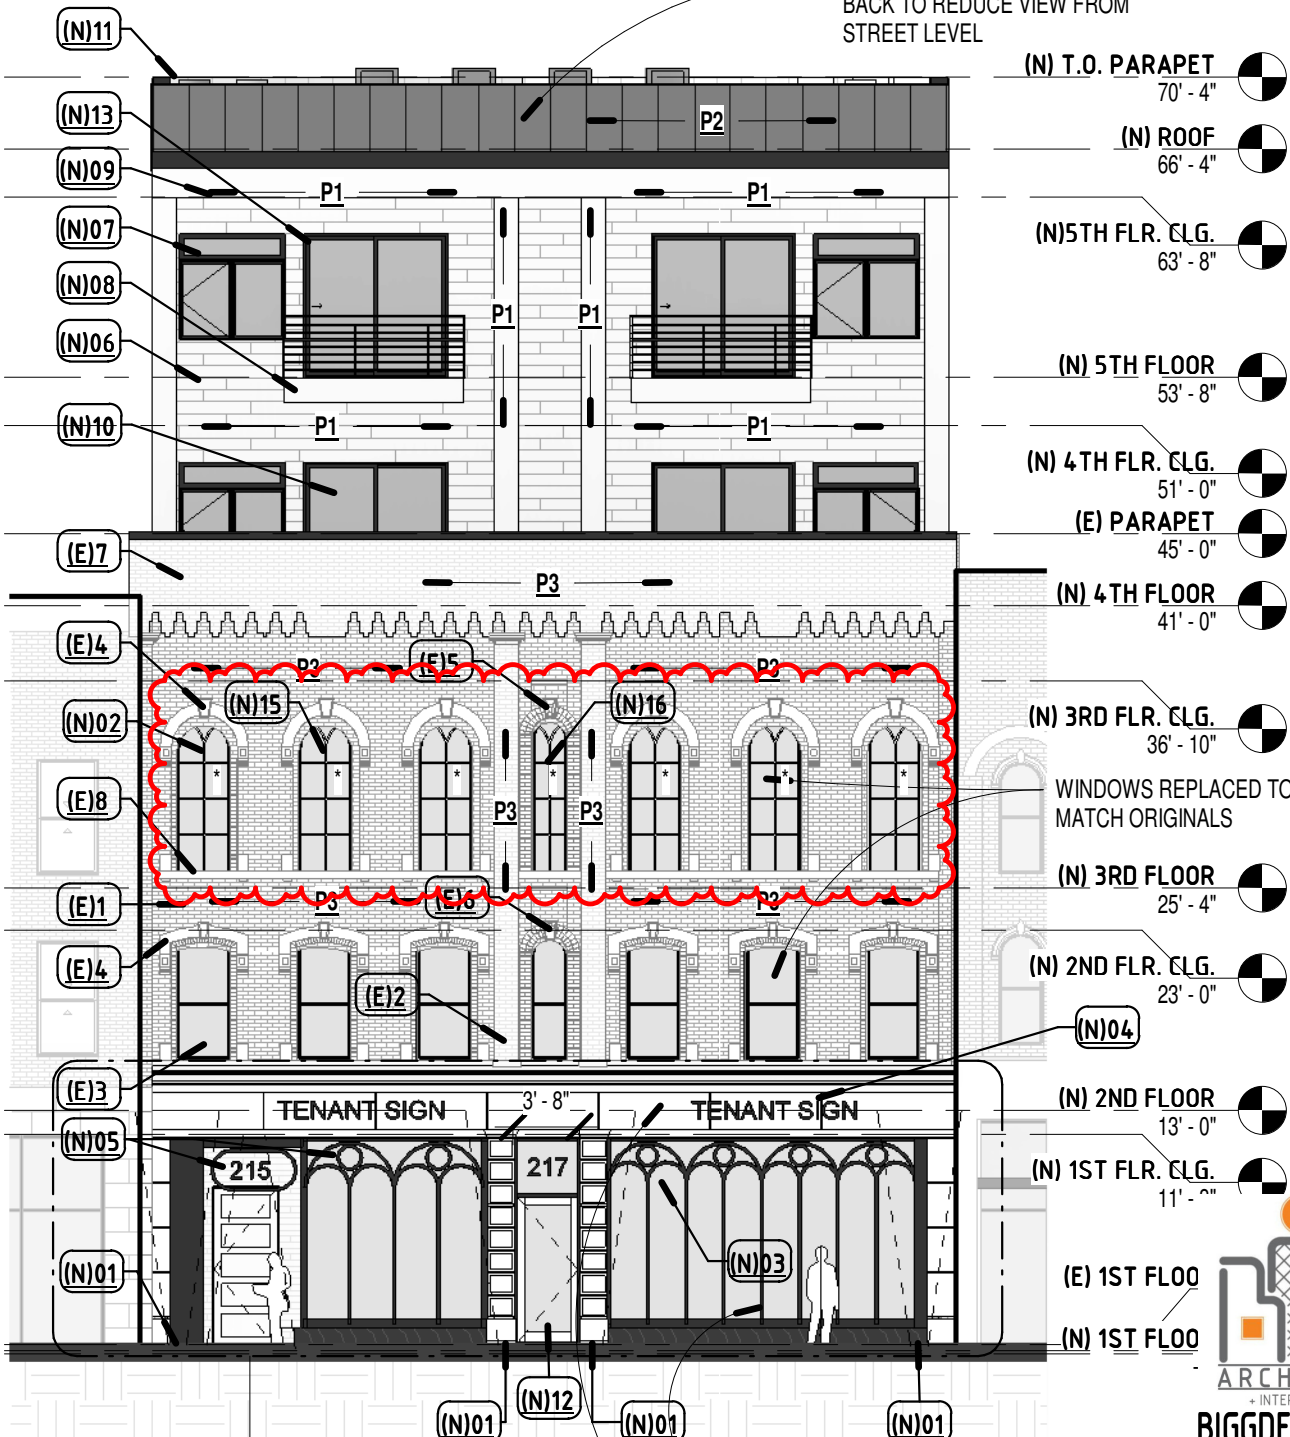 BACK TO REDUCE VIEW FROM
STREET LEVEL
(N)11
(N) T.O. PARAPET
70' - 4"
(N)13
P2
(N) ROOF
66' - 4"
(N)09
P1
P1
(N)07
(N)5TH FLR. CLG.
63' - 8"
(N)08
P1
P1
(N)06
(N) 5TH FLOOR
53' - 8"
(N)10
P1
P1
(N) 4TH FLR. CLG.
51' - 0"
(E) PARAPET
45' - 0"
(E)7
P3
(N) 4TH FLOOR
41' - 0"
(E)4
P3
(E)5
P3
(N)02
(N)15
(N)16
(N) 3RD FLR. CLG.
36' - 10"
* * * * * * *
WINDOWS REPLACED TO
MATCH ORIGINALS
(E)8
P3
P3
(N) 3RD FLOOR
25' - 4"
(E)1
P3
(E)6
P3
(E)4
(N) 2ND FLR. CLG.
23' - 0"
(E)2
(N)04
(E)3
(N) 2ND FLOOR
13' - 0"
TENANT SIGN
3' - 8"
TENANT SIGN
(N)05
215
217
(N) 1ST FLR. CLG.
(N)03
(N)01
(E) 1ST FLOO
(N) 1ST FLOO
ARCH
+ INTE
BIGGDE
(N)12
(N)01
(N)01
(N)01